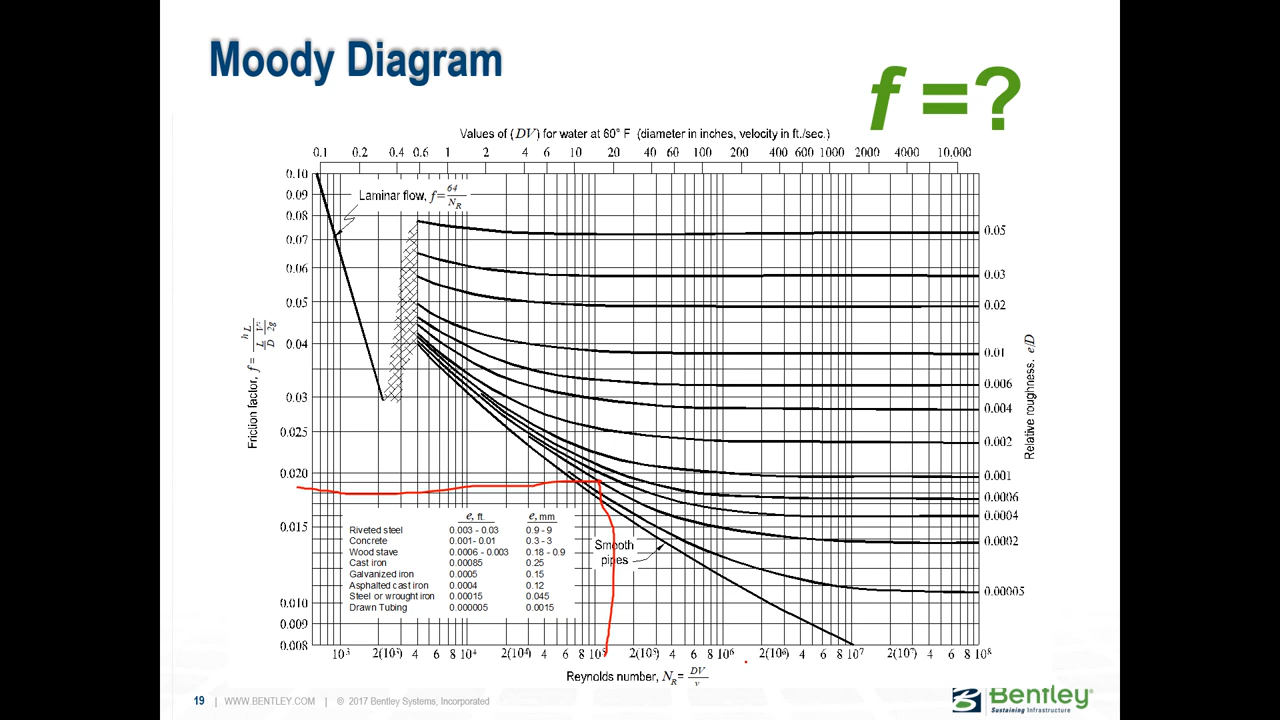 Moody Diagram
f =?
Values of (DV) for water at 60° F (diameter in inches, velocity in ft./sec.)
0.1 0.2 0.4 0.6 1 2 4 6 10 20 40 60 100 200 400 600 1000 2000 4000 10,000
Laminar flow, f= 64 / N_R
0.10
0.09
0.08
0.07
0.06
0.05
0.04
0.03
0.025
0.020
0.015
0.010
0.009
0.008
Friction factor, f = h_L / L/D V²/2g
0.05
0.03
0.02
0.01
0.006
0.004
0.002
0.001
0.0006
0.0004
0.0002
0.00005
Relative roughness. e/D
e, ft. e, mm
Riveted steel 0.003 - 0.03 0.9 - 9
Concrete 0.001- 0.01 0.3 - 3
Wood stave 0.0006 - 0.003 0.18 - 0.9
Cast iron 0.00085 0.25
Galvanized iron 0.0005 0.15
Asphalted cast iron 0.0004 0.12
Steel or wrought iron 0.00015 0.045
Drawn Tubing 0.000005 0.0015
Smooth
pipes
10³ 2(10³) 4 6 8 10⁴ 2(10⁴) 4 6 8 10⁵ 2(10⁵) 4 6 8 10⁶ 2(10⁶) 4 6 8 10⁷ 2(10⁷) 4 6 8 10⁸
Reynolds number, N_R= DV / ν
19 | WWW.BENTLEY.COM | © 2017 Bentley Systems, Incorporated
Bentley®
Sustaining Infrastructure